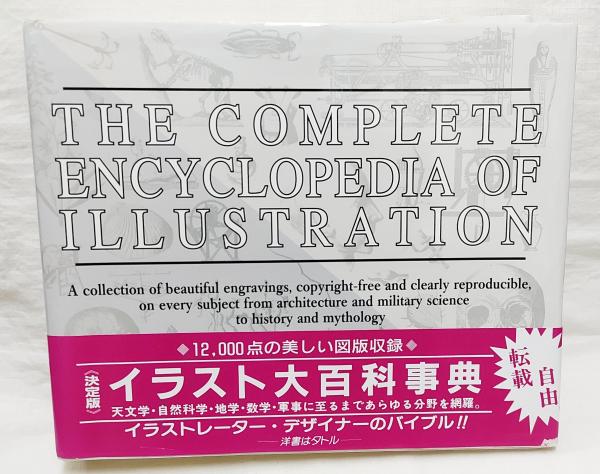 THE COMPLETE
ENCYCLOPEDIA OF
ILLUSTRATION
A collection of beautiful engravings, copyright-free and clearly reproducible,
on every subject from architecture and military science
to history and mythology
◆12,000点の美しい図版収録◆
《決定版》
イラスト大百科事典
転載
自由
天文学・自然科学・地学・数学・軍事に至るまであらゆる分野を網羅。
イラストレーター・デザイナーのバイブル!!
洋書はタトル